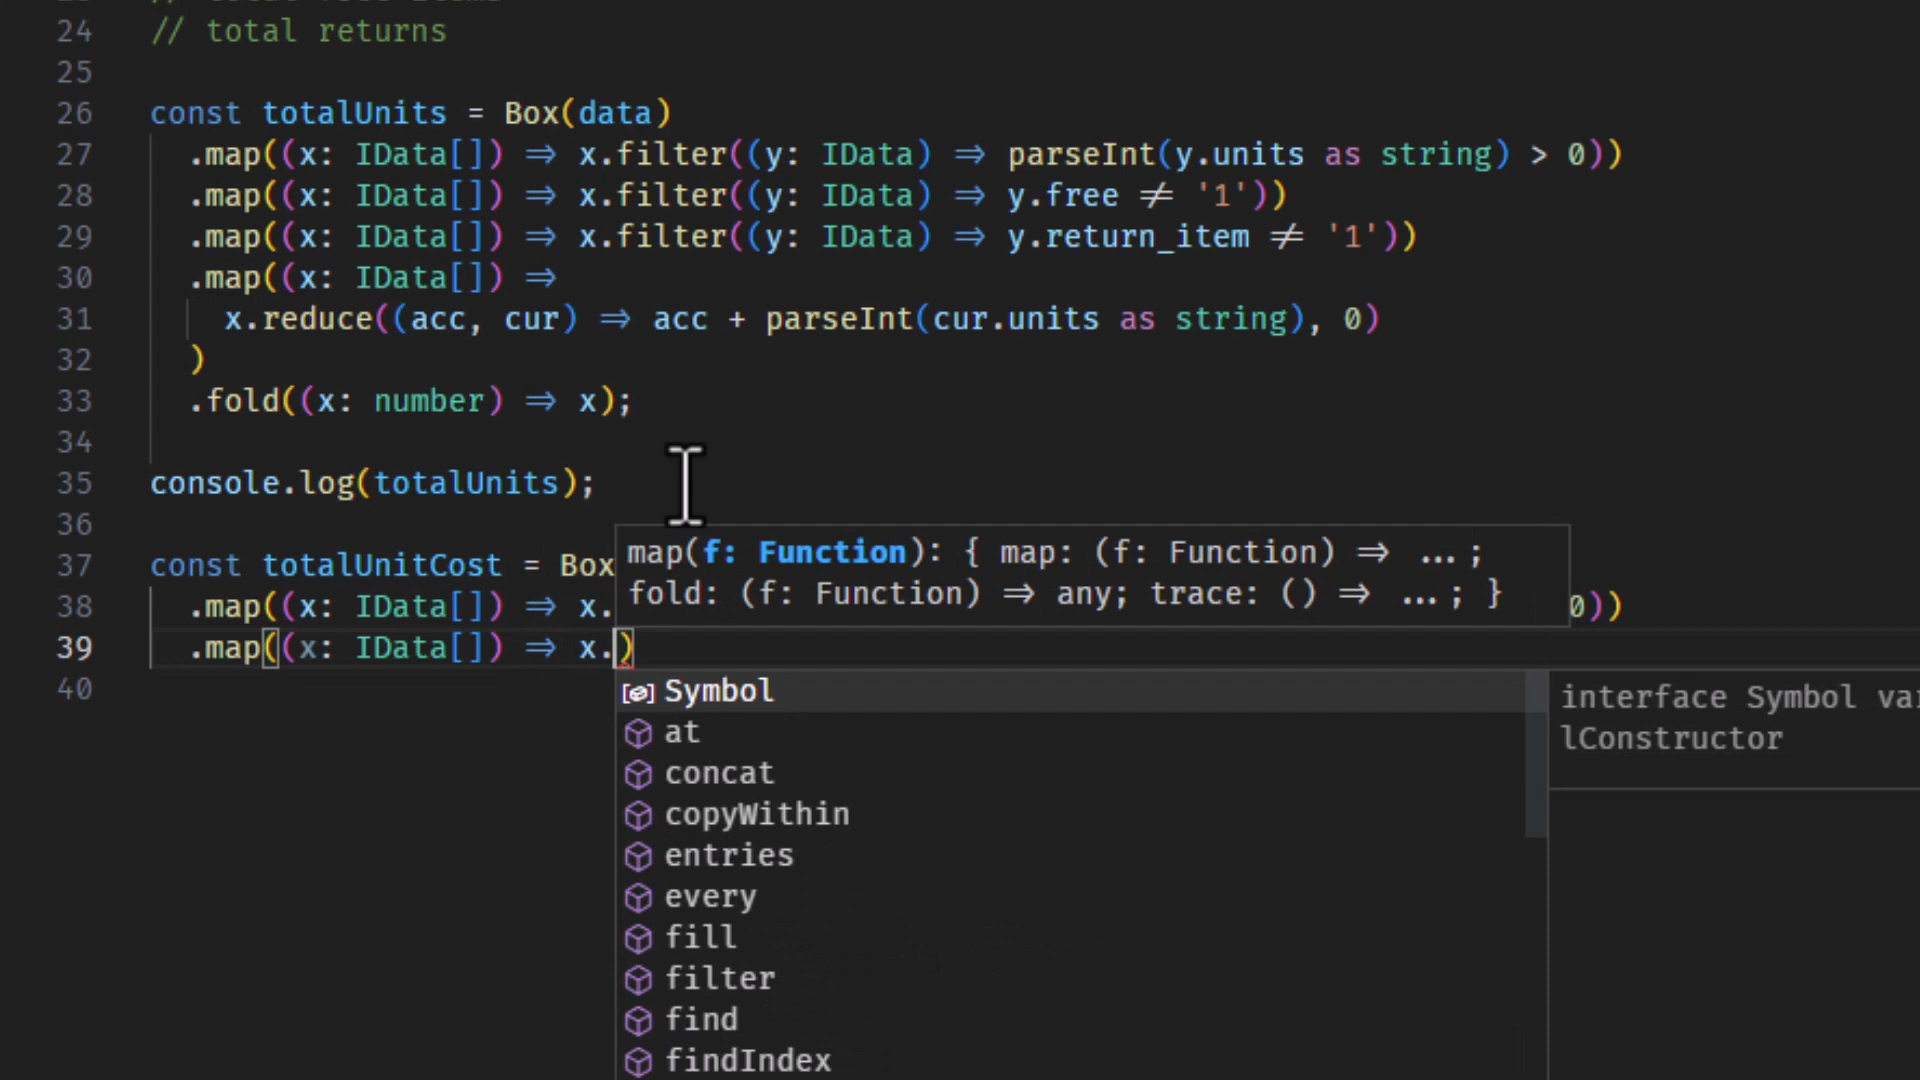 24 // total returns
25
26 const totalUnits = Box(data)
27 .map((x: IData[]) => x.filter((y: IData) => parseInt(y.units as string) > 0))
28 .map((x: IData[]) => x.filter((y: IData) => y.free != '1'))
29 .map((x: IData[]) => x.filter((y: IData) => y.return_item != '1'))
30 .map((x: IData[]) =>
31 x.reduce((acc, cur) => acc + parseInt(cur.units as string), 0)
32 )
33 .fold((x: number) => x);
34
35 console.log(totalUnits);
36
map(f: Function): { map: (f: Function) => ...;
37 const totalUnitCost = Box
fold: (f: Function) => any; trace: () => ...; }
38 .map((x: IData[]) => x. 0))
39 .map((x: IData[]) => x.)
40
Symbol
interface Symbol var
lConstructor
at
concat
copyWithin
entries
every
fill
filter
find
findIndex